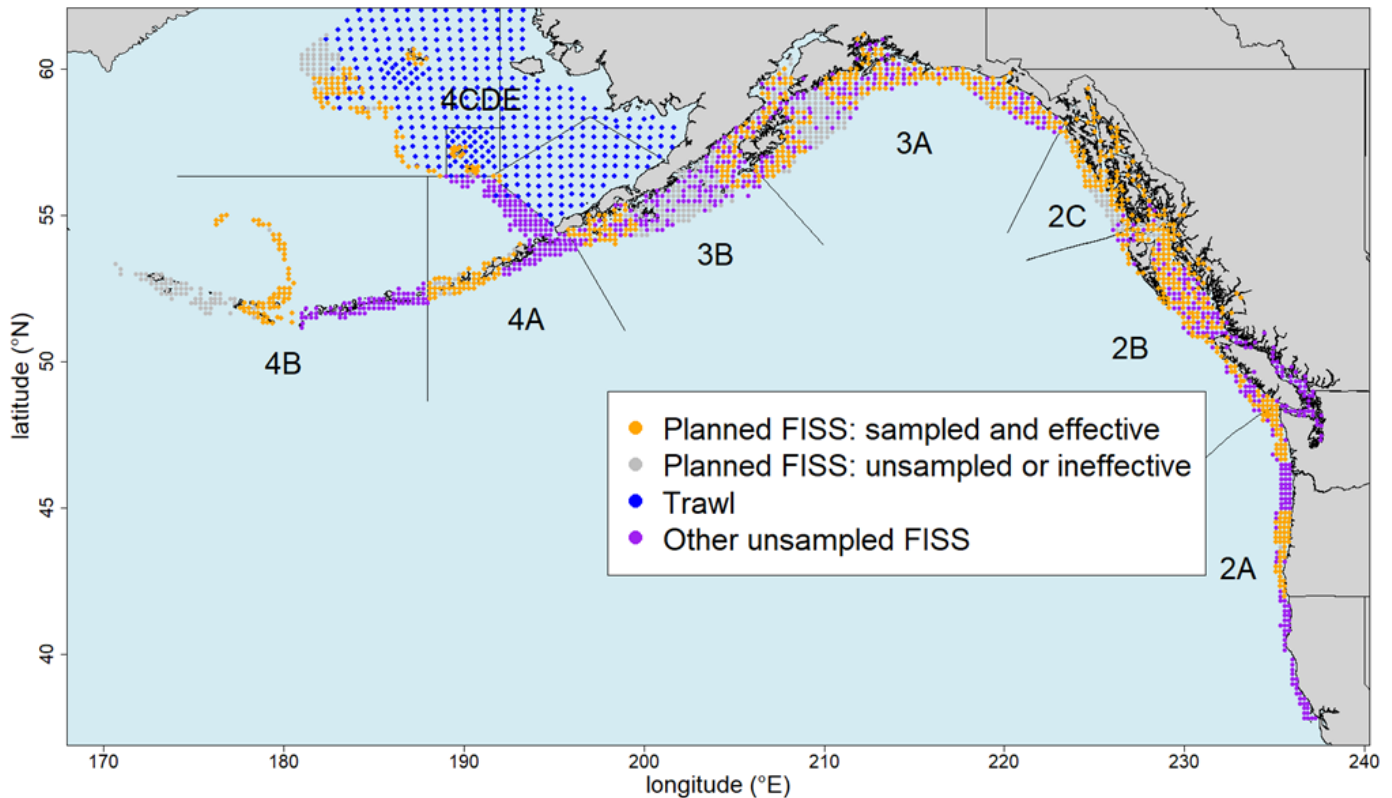 60
55
50
45
40
latitude (°N)
4CDE
3A
2C
3B
4A
4B
2B
2A
Planned FISS: sampled and effective
Planned FISS: unsampled or ineffective
Trawl
Other unsampled FISS
170
180
190
200
210
220
230
240
longitude (°E)